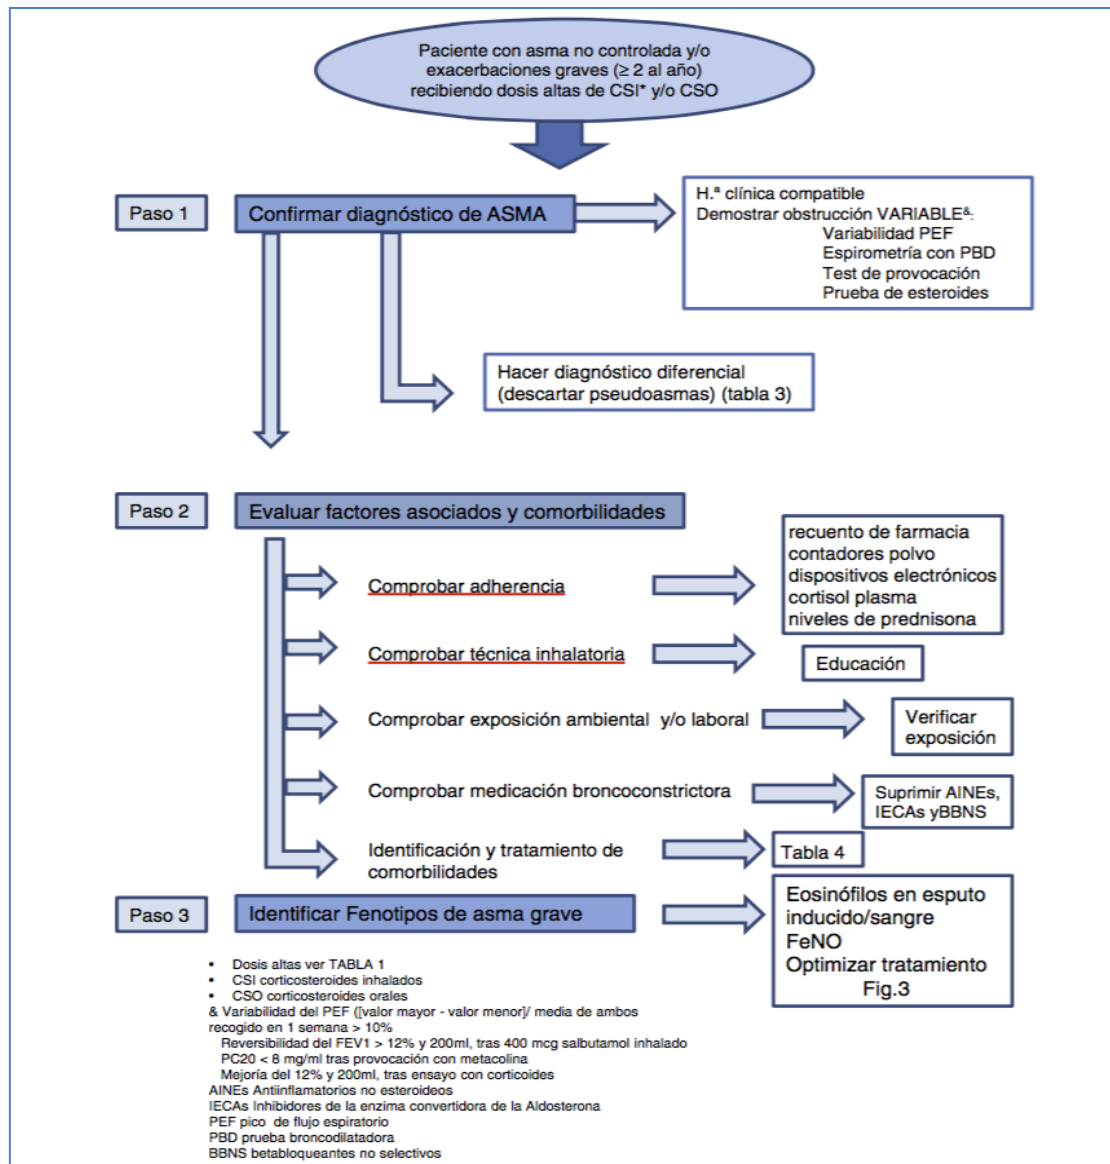 Paciente con asma no controlada y/o
exacerbaciones graves (≥ 2 al año)
recibiendo dosis altas de CSI* y/o CSO
Paso 1
Confirmar diagnóstico de ASMA
H.ª clínica compatible
Demostrar obstrucción VARIABLE&:
Variabilidad PEF
Espirometría con PBD
Test de provocación
Prueba de esteroides
Hacer diagnóstico diferencial
(descartar pseudoasmas) (tabla 3)
Paso 2
Evaluar factores asociados y comorbilidades
Comprobar adherencia
recuento de farmacia
contadores polvo
dispositivos electrónicos
cortisol plasma
niveles de prednisona
Comprobar técnica inhalatoria
Educación
Comprobar exposición ambiental y/o laboral
Verificar
exposición
Comprobar medicación broncoconstrictora
Suprimir AINEs,
IECAs yBBNS
Identificación y tratamiento de
comorbilidades
Tabla 4
Paso 3
Identificar Fenotipos de asma grave
Eosinófilos en esputo
inducido/sangre
FeNO
Optimizar tratamiento
Fig.3
• Dosis altas ver TABLA 1
• CSI corticosteroides inhalados
• CSO corticosteroides orales
& Variabilidad del PEF ([valor mayor - valor menor]/ media de ambos
recogido en 1 semana > 10%
Reversibilidad del FEV1 > 12% y 200ml, tras 400 mcg salbutamol inhalado
PC20 < 8 mg/ml tras provocación con metacolina
Mejoría del 12% y 200ml, tras ensayo con corticoides
AINEs Antiinflamatorios no esteroideos
IECAs Inhibidores de la enzima convertidora de la Aldosterona
PEF pico de flujo espiratorio
PBD prueba broncodilatadora
BBNS betabloqueantes no selectivos